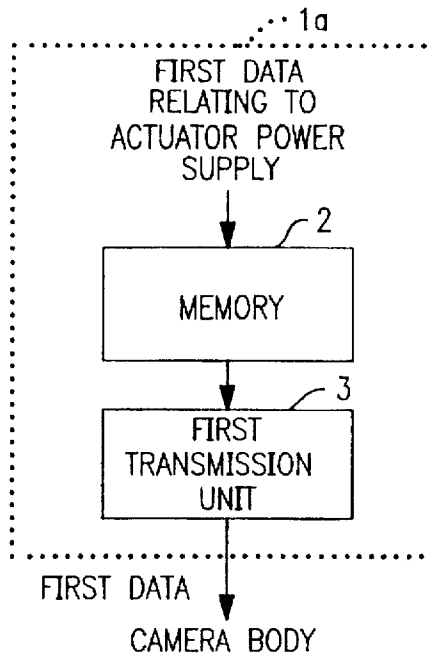 1a
FIRST DATA
RELATING TO
ACTUATOR POWER
SUPPLY
2
MEMORY
3
FIRST
TRANSMISSION
UNIT
FIRST DATA
CAMERA BODY